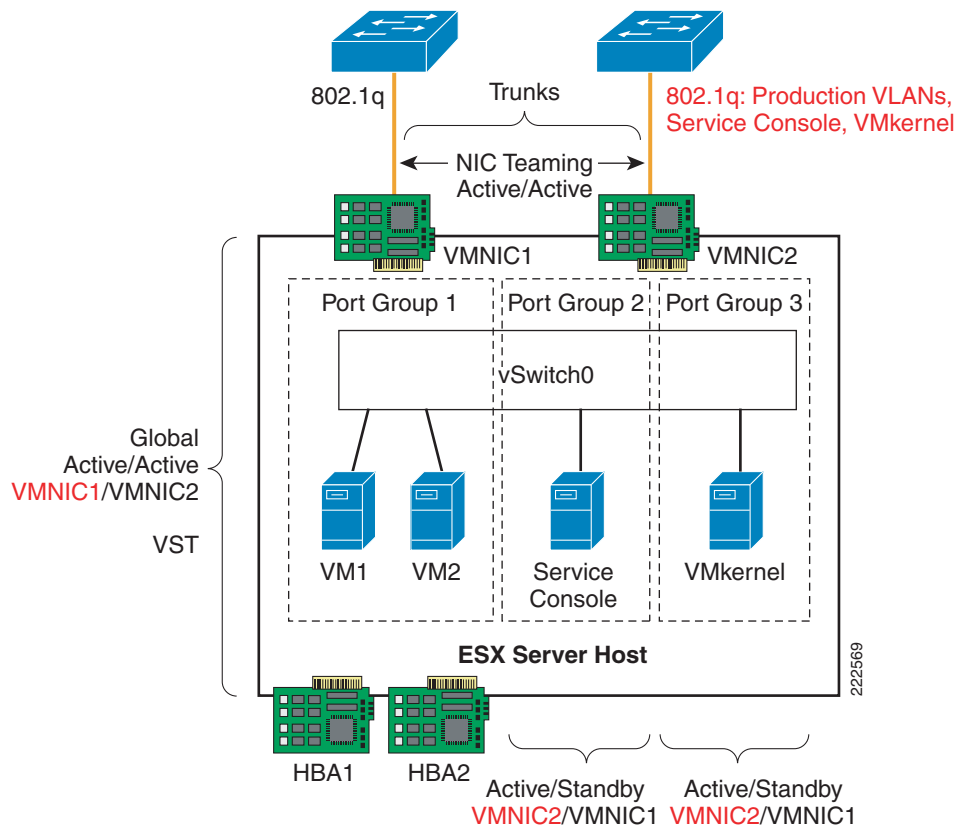 802.1q
Trunks
802.1q: Production VLANs,
Service Console, VMkernel
NIC Teaming
Active/Active
VMNIC1
VMNIC2
Port Group 1
Port Group 2
Port Group 3
vSwitch0
Global
Active/Active
VMNIC1/VMNIC2
VST
VM1
VM2
Service
Console
VMkernel
ESX Server Host
222569
HBA1
HBA2
Active/Standby
VMNIC2/VMNIC1
Active/Standby
VMNIC2/VMNIC1